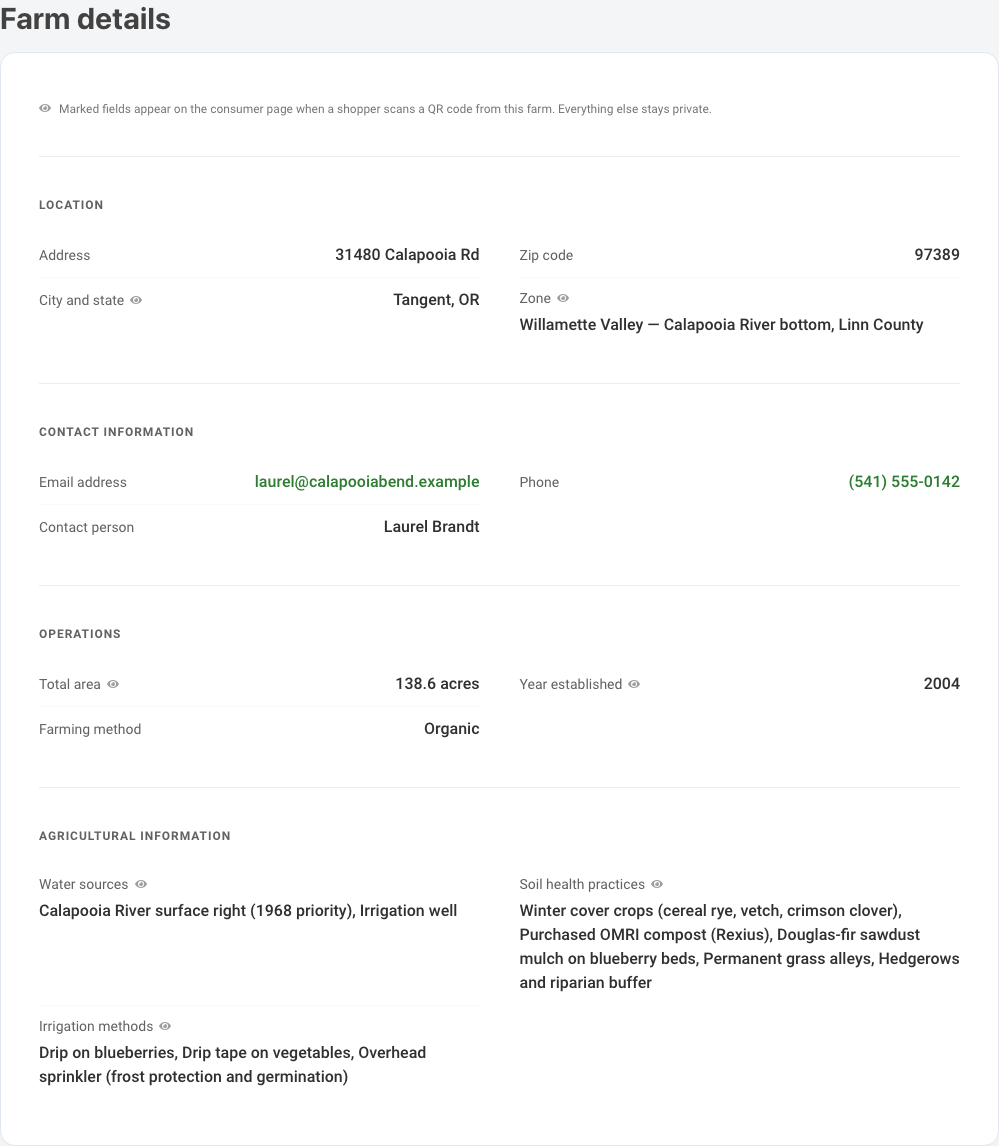 Farm details
Marked fields appear on the consumer page when a shopper scans a QR code from this farm. Everything else stays private.
LOCATION
Address
31480 Calapooia Rd
Zip code
97389
City and state
Tangent, OR
Zone
Willamette Valley — Calapooia River bottom, Linn County
CONTACT INFORMATION
Email address
laurel@calapooiabend.example
Phone
(541) 555-0142
Contact person
Laurel Brandt
OPERATIONS
Total area
138.6 acres
Year established
2004
Farming method
Organic
AGRICULTURAL INFORMATION
Water sources
Calapooia River surface right (1968 priority), Irrigation well
Soil health practices
Winter cover crops (cereal rye, vetch, crimson clover),
Purchased OMRI compost (Rexius), Douglas-fir sawdust
mulch on blueberry beds, Permanent grass alleys, Hedgerows
and riparian buffer
Irrigation methods
Drip on blueberries, Drip tape on vegetables, Overhead
sprinkler (frost protection and germination)